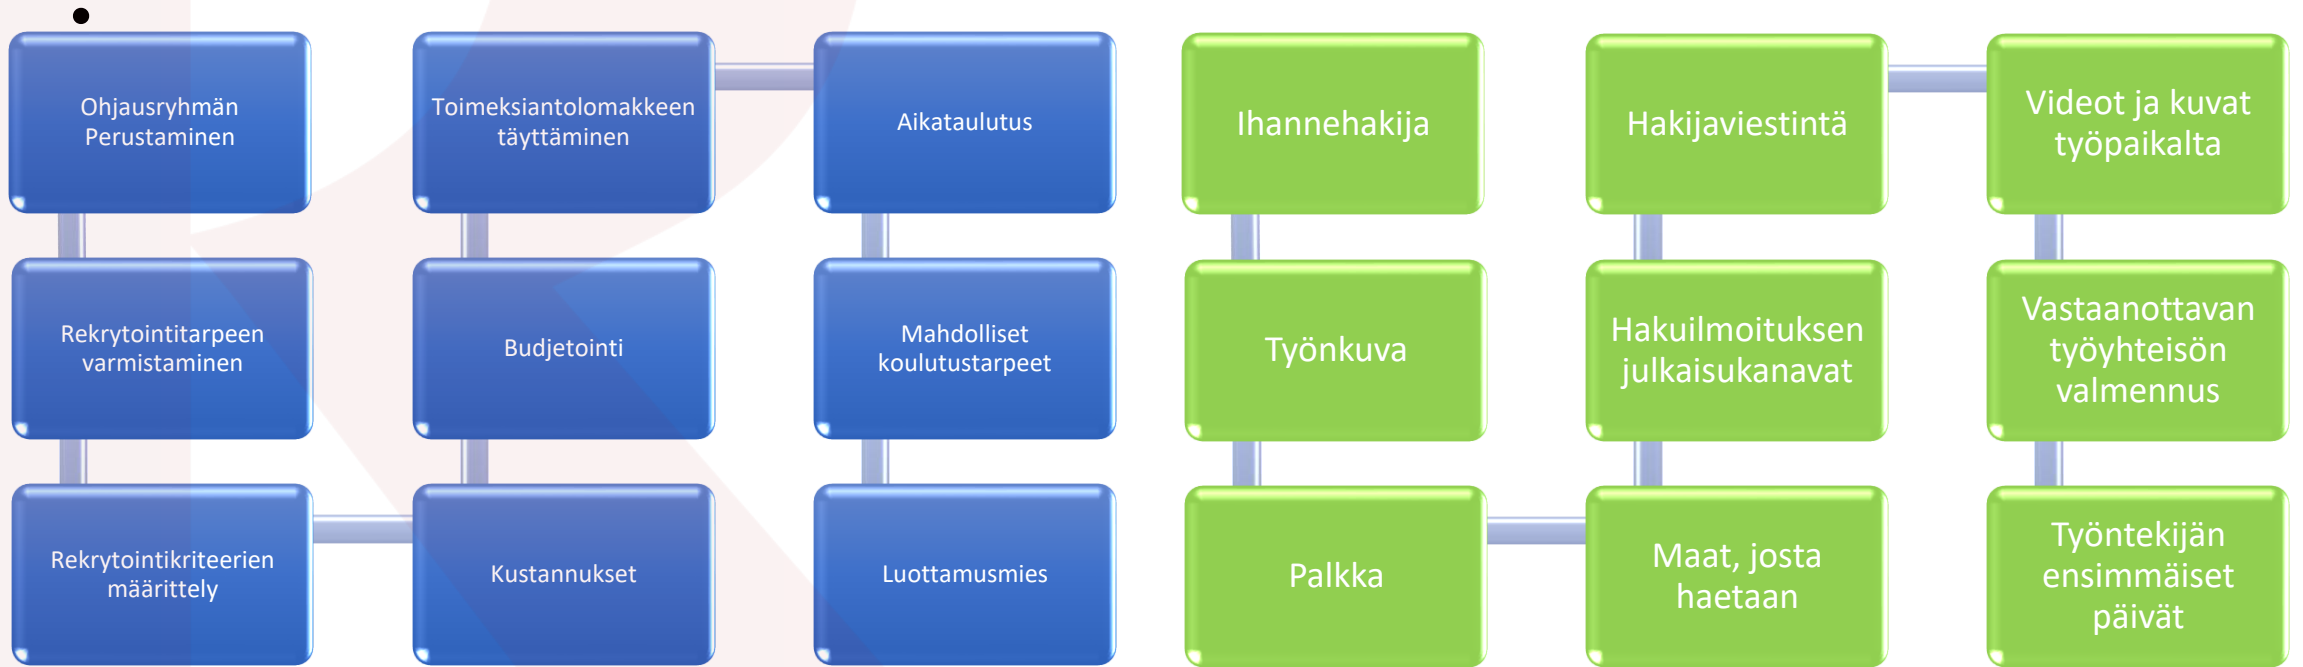 Ohjausryhmän
Perustaminen
Rekrytointitarpeen
varmistaminen
Rekrytointikriteerien
määrittely
Kustannukset
Budjetointi
Toimeksiantolomakkeen
täyttäminen
Aikataulutus
Mahdolliset
koulutustarpeet
Luottamusmies
Ihannehakija
Työnkuva
Palkka
Maat, josta
haetaan
Hakuilmoituksen
julkaisukanavat
Hakijaviestintä
Videot ja kuvat
työpaikalta
Vastaanottavan
työyhteisön
valmennus
Työntekijän
ensimmäiset
päivät